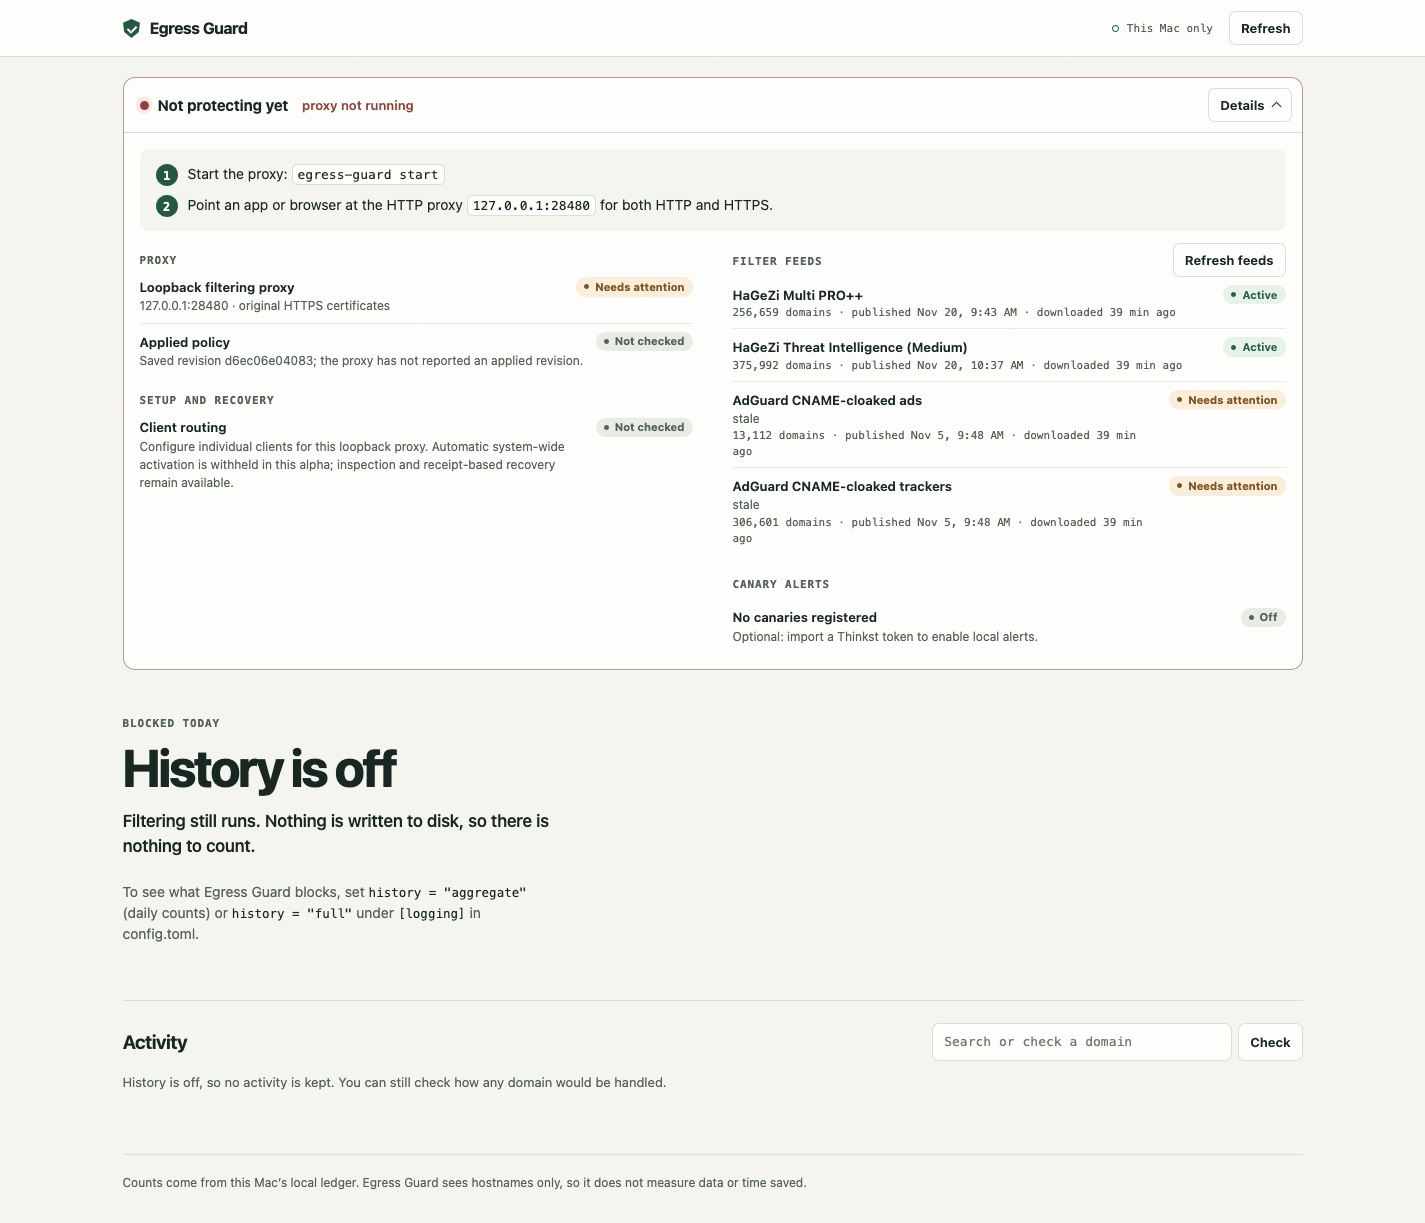 Egress Guard
This Mac only
Refresh
Not protecting yet proxy not running
Details
1 Start the proxy: egress-guard start
2 Point an app or browser at the HTTP proxy 127.0.0.1:28480 for both HTTP and HTTPS.
PROXY
Loopback filtering proxy
Needs attention
127.0.0.1:28480 · original HTTPS certificates
Applied policy
Not checked
Saved revision d6ec06e04083; the proxy has not reported an applied revision.
SETUP AND RECOVERY
Client routing
Not checked
Configure individual clients for this loopback proxy. Automatic system-wide
activation is withheld in this alpha; inspection and receipt-based recovery
remain available.
FILTER FEEDS
Refresh feeds
HaGeZi Multi PRO++
Active
256,659 domains · published Nov 20, 9:43 AM · downloaded 39 min ago
HaGeZi Threat Intelligence (Medium)
Active
375,992 domains · published Nov 20, 10:37 AM · downloaded 39 min ago
AdGuard CNAME-cloaked ads
Needs attention
stale
13,112 domains · published Nov 5, 9:48 AM · downloaded 39 min
ago
AdGuard CNAME-cloaked trackers
Needs attention
stale
306,601 domains · published Nov 5, 9:48 AM · downloaded 39 min
ago
CANARY ALERTS
No canaries registered
Off
Optional: import a Thinkst token to enable local alerts.
BLOCKED TODAY
History is off
Filtering still runs. Nothing is written to disk, so there is
nothing to count.
To see what Egress Guard blocks, set history = "aggregate"
(daily counts) or history = "full" under [logging] in
config.toml.
Activity
Search or check a domain
Check
History is off, so no activity is kept. You can still check how any domain would be handled.
Counts come from this Mac's local ledger. Egress Guard sees hostnames only, so it does not measure data or time saved.